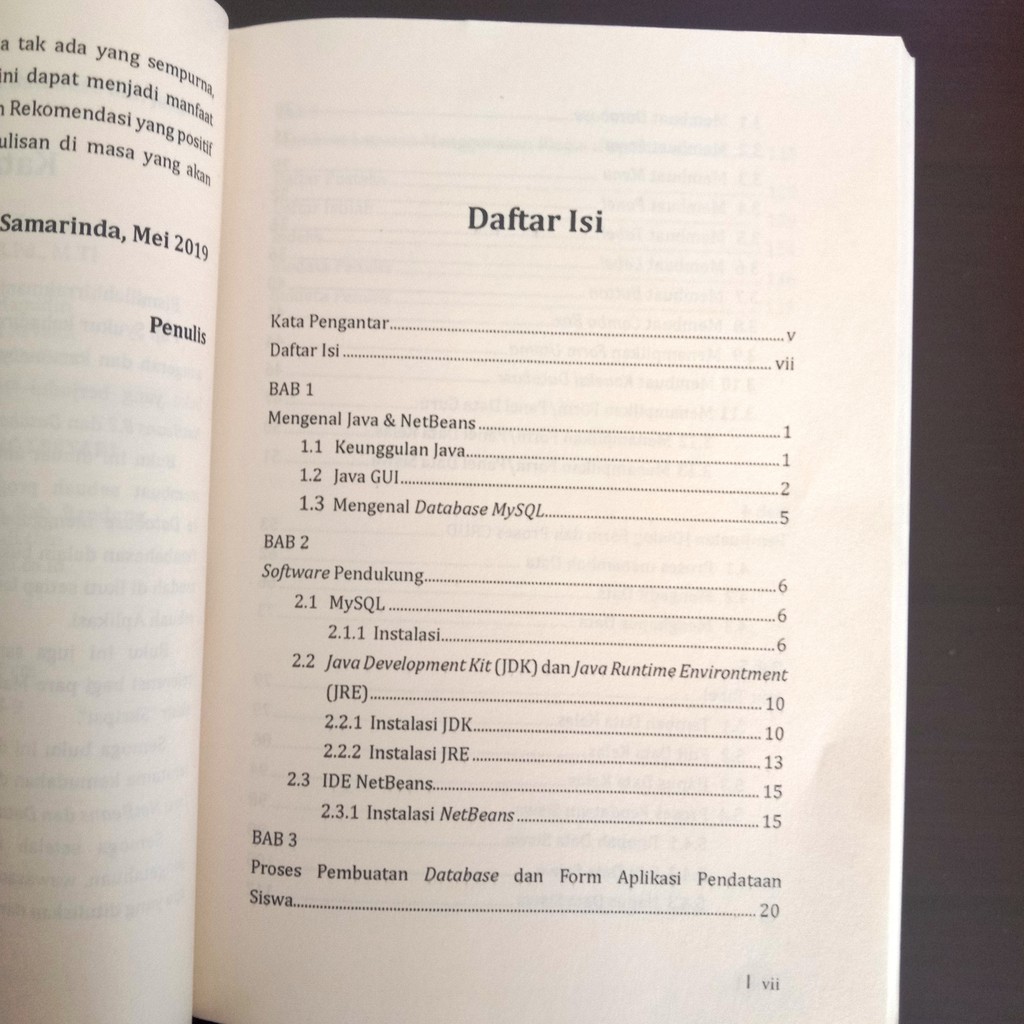 a tak ada yang sempurna,
ini dapat menjadi manfaat
Rekomendasi yang positif
ulisan di masa yang akan
Samarinda, Mei 2019
Penulis
Daftar Isi
Kata Pengantar........................................................................ v
Daftar Isi ........................................................................ vii
BAB 1
Mengenal Java & NetBeans........................................................................ 1
1.1 Keunggulan Java........................................................................ 1
1.2 Java GUI........................................................................ 2
1.3 Mengenal Database MySQL........................................................................ 5
BAB 2
Software Pendukung........................................................................ 6
2.1 MySQL ........................................................................ 6
2.1.1 Instalasi........................................................................ 6
2.2 Java Development Kit (JDK) dan Java Runtime Environtment
(JRE)........................................................................ 10
2.2.1 Instalasi JDK........................................................................ 10
2.2.2 Instalasi JRE ........................................................................ 13
2.3 IDE NetBeans........................................................................ 15
2.3.1 Instalasi NetBeans ........................................................................ 15
BAB 3
Proses Pembuatan Database dan Form Aplikasi Pendataan
Siswa........................................................................ 20
| vii